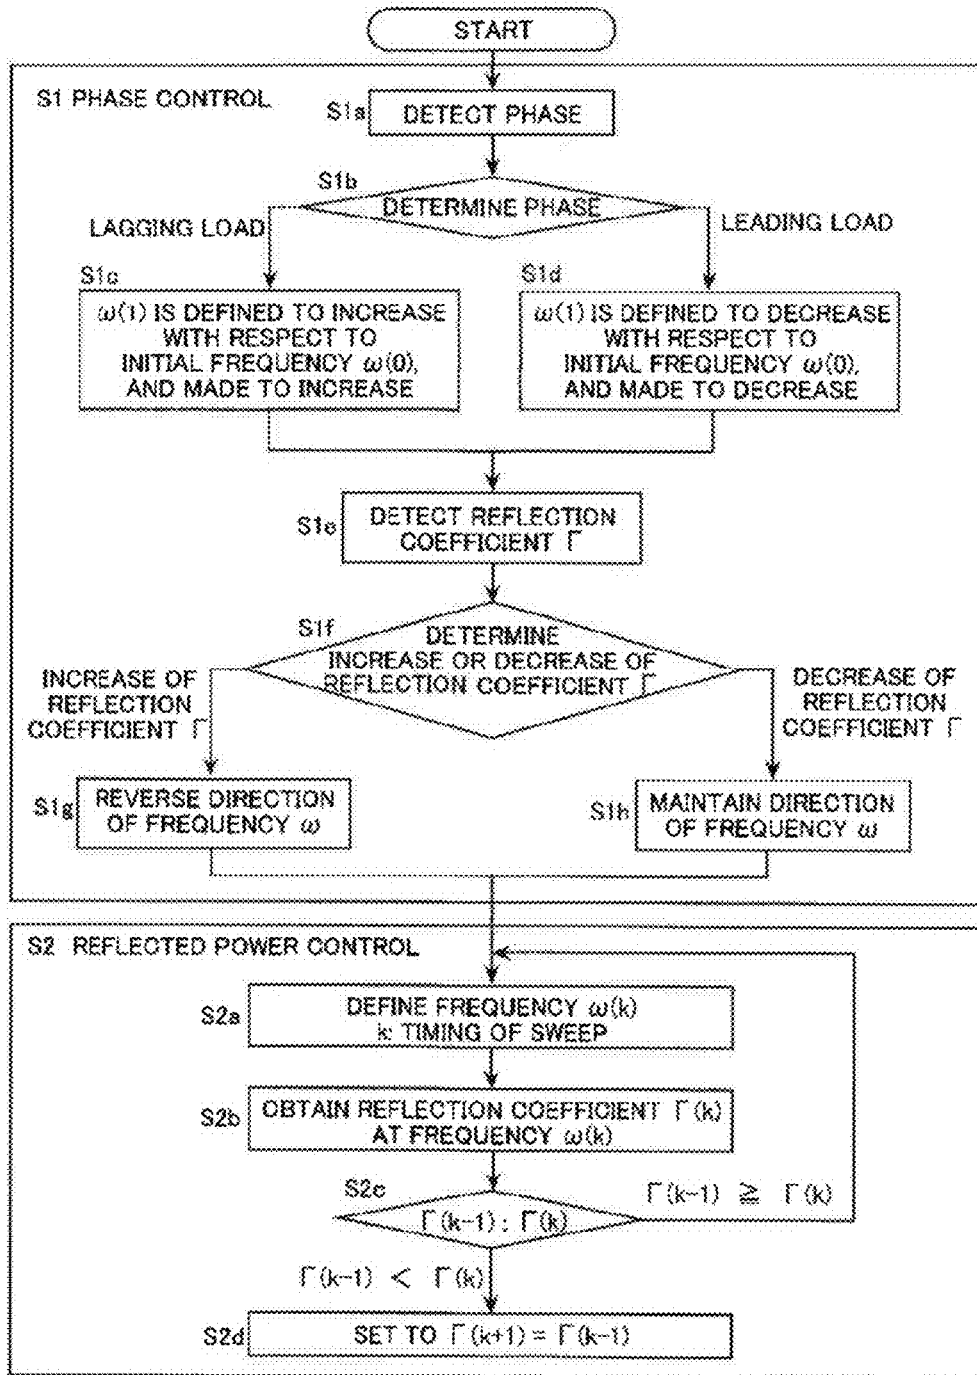 START
S1 PHASE CONTROL
S1a
DETECT PHASE
S1b
DETERMINE PHASE
LAGGING LOAD
LEADING LOAD
S1c
ω(1) IS DEFINED TO INCREASE
WITH RESPECT TO
INITIAL FREQUENCY ω(0),
AND MADE TO INCREASE
S1d
ω(1) IS DEFINED TO DECREASE
WITH RESPECT TO
INITIAL FREQUENCY ω(0),
AND MADE TO DECREASE
S1e
DETECT REFLECTION
COEFFICIENT Γ
S1f
DETERMINE
INCREASE OR DECREASE OF
REFLECTION COEFFICIENT Γ
INCREASE OF
REFLECTION
COEFFICIENT Γ
DECREASE OF
REFLECTION
COEFFICIENT Γ
S1g
REVERSE DIRECTION
OF FREQUENCY ω
S1h
MAINTAIN DIRECTION
OF FREQUENCY ω
S2 REFLECTED POWER CONTROL
S2a
DEFINE FREQUENCY ω(k)
k: TIMING OF SWEEP
S2b
OBTAIN REFLECTION COEFFICIENT Γ(k)
AT FREQUENCY ω(k)
S2c
Γ(k-1) : Γ(k)
Γ(k-1) ≧ Γ(k)
Γ(k-1) < Γ(k)
S2d
SET TO Γ(k+1) = Γ(k-1)